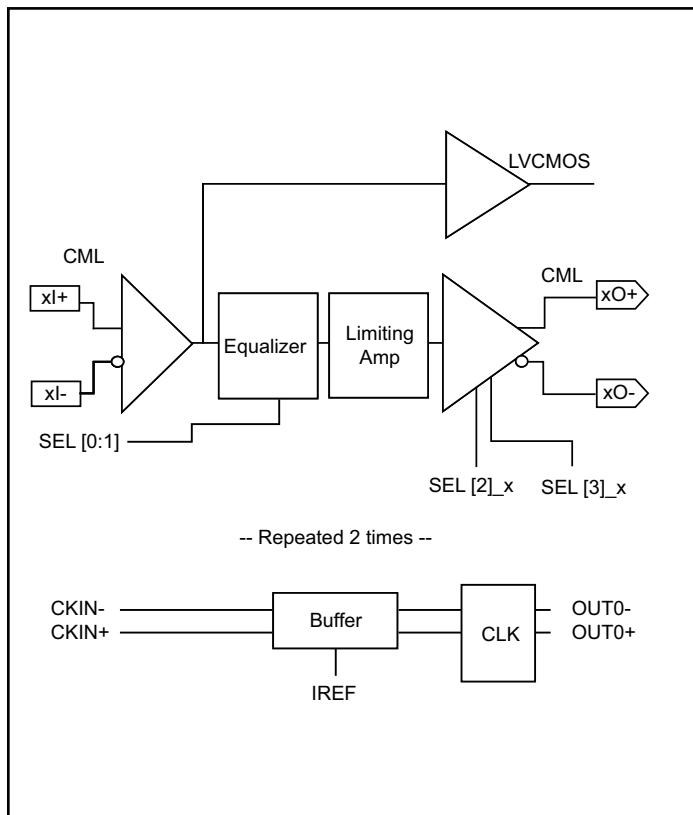 LVCMOS
CML
CML
xI+
xO+
Equalizer
Limiting
Amp
xI-
xO-
SEL [0:1]
SEL [2]_x
SEL [3]_x
-- Repeated 2 times --
CKIN-
OUT0-
Buffer
CKIN+
CLK
OUT0+
IREF